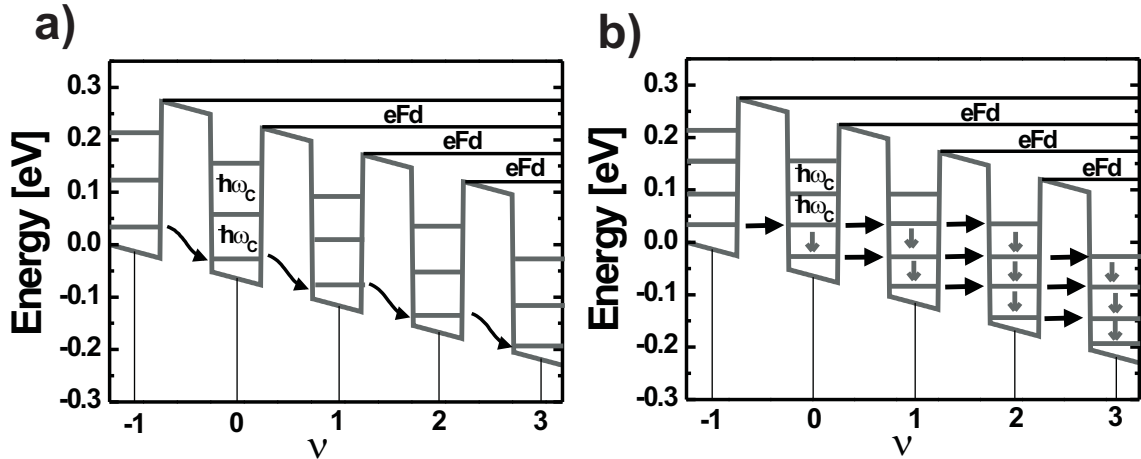 a)
Energy [eV]
0.3
0.2
0.1
0.0
-0.1
-0.2
-0.3
eFd
eFd
eFd
ħω_C
ħω_C
-1 0 1 2 3
ν
b)
Energy [eV]
0.3
0.2
0.1
0.0
-0.1
-0.2
-0.3
eFd
eFd
eFd
ħω_C
ħω_C
-1 0 1 2 3
ν